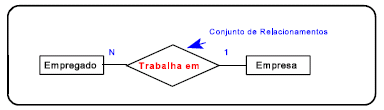 Conjunto de Relacionamentos
N
1
Empregado
Trabalha em
Empresa